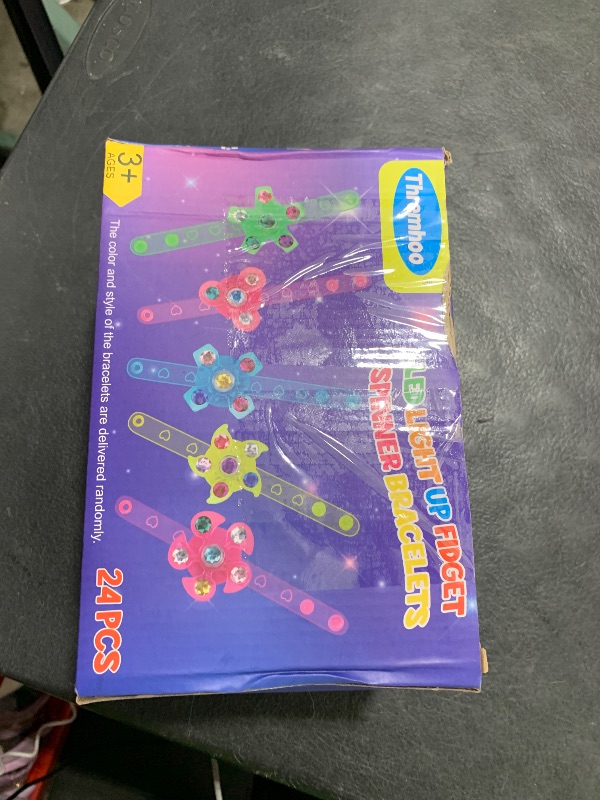 Thremhoo
LED LIGHT UP FIDGET
SPINNER BRACELETS
3+
AGES
The color and style of the bracelets are delivered randomly.
24PCS